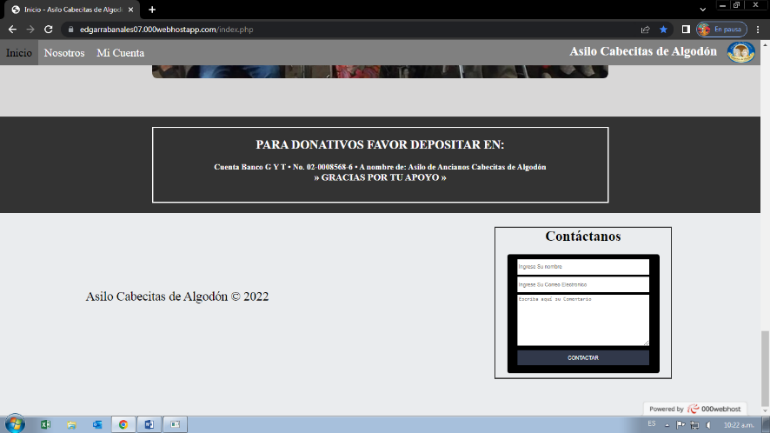 Inicio - Asilo Cabecitas de Algodó
edgarrabanales07.000webhostapp.com/index.php
En pausa
Inicio Nosotros Mi Cuenta
Asilo Cabecitas de Algodón
PARA DONATIVOS FAVOR DEPOSITAR EN:
Cuenta Banco G Y T • No. 02-0008568-6 • A nombre de: Asilo de Ancianos Cabecitas de Algodón
» GRACIAS POR TU APOYO »
Contáctanos
Ingrese Su nombre
Ingrese Su Correo Electronico
Escriba aquí su Comentario
CONTACTAR
Asilo Cabecitas de Algodón © 2022
Powered by 000webhost
ES
10:22 a.m.